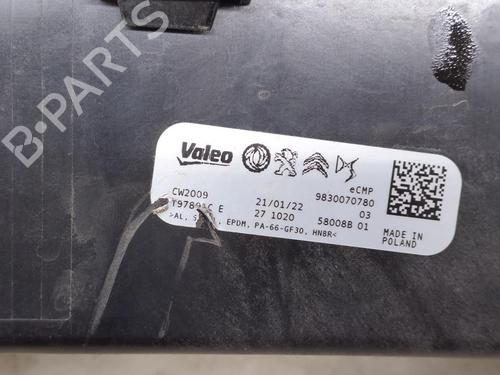 B-PARTS
Valeo
eCMP
CW2009 21/01/22 9830070780
E 27 1020 03
58008B 01
>AL, EPDM, PA-66-GF30, HNBR<
MADE IN
POLAND